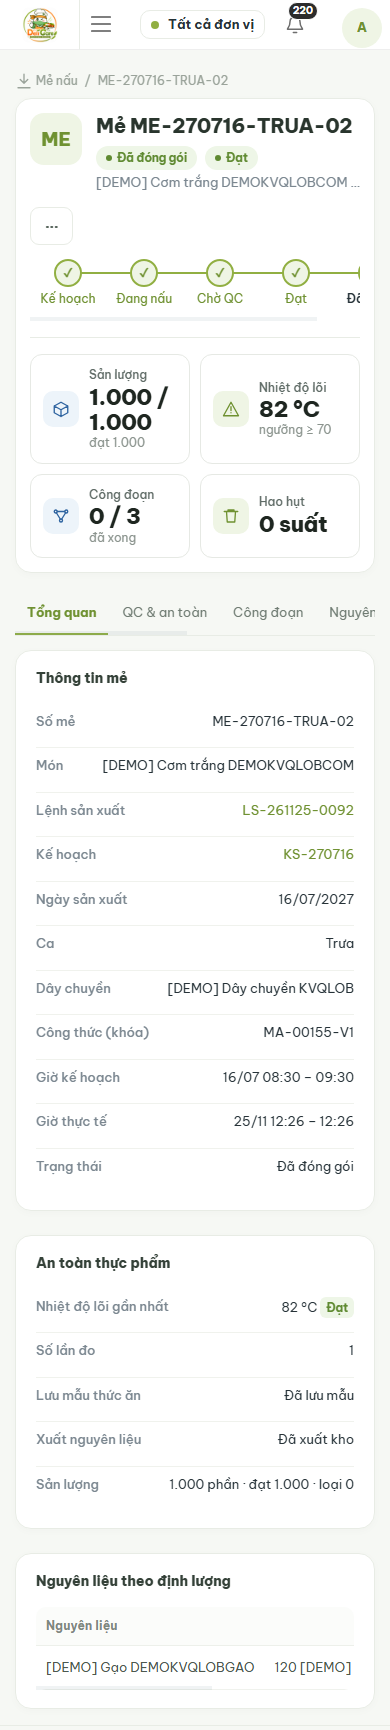 Tất cả đơn vị
220
A
Mẻ nấu / ME-270716-TRUA-02
ME
Mẻ ME-270716-TRUA-02
Đã đóng gói
Đạt
[DEMO] Cơm trắng DEMOKVQLOBCOM ...
...
Kế hoạch
Đang nấu
Chờ QC
Đạt
Sản lượng
1.000 /
1.000
đạt 1.000
Nhiệt độ lõi
82 °C
ngưỡng ≥ 70
Công đoạn
0 / 3
đã xong
Hao hụt
0 suất
Tổng quan
QC & an toàn
Công đoạn
Nguyên
Thông tin mẻ
Số mẻ ME-270716-TRUA-02
Món [DEMO] Cơm trắng DEMOKVQLOBCOM
Lệnh sản xuất LS-261125-0092
Kế hoạch KS-270716
Ngày sản xuất 16/07/2027
Ca Trưa
Dây chuyền [DEMO] Dây chuyền KVQLOB
Công thức (khóa) MA-00155-V1
Giờ kế hoạch 16/07 08:30 – 09:30
Giờ thực tế 25/11 12:26 – 12:26
Trạng thái Đã đóng gói
An toàn thực phẩm
Nhiệt độ lõi gần nhất 82 °C Đạt
Số lần đo 1
Lưu mẫu thức ăn Đã lưu mẫu
Xuất nguyên liệu Đã xuất kho
Sản lượng 1.000 phần · đạt 1.000 · loại 0
Nguyên liệu theo định lượng
Nguyên liệu
[DEMO] Gạo DEMOKVQLOBGAO 120 [DEMO]